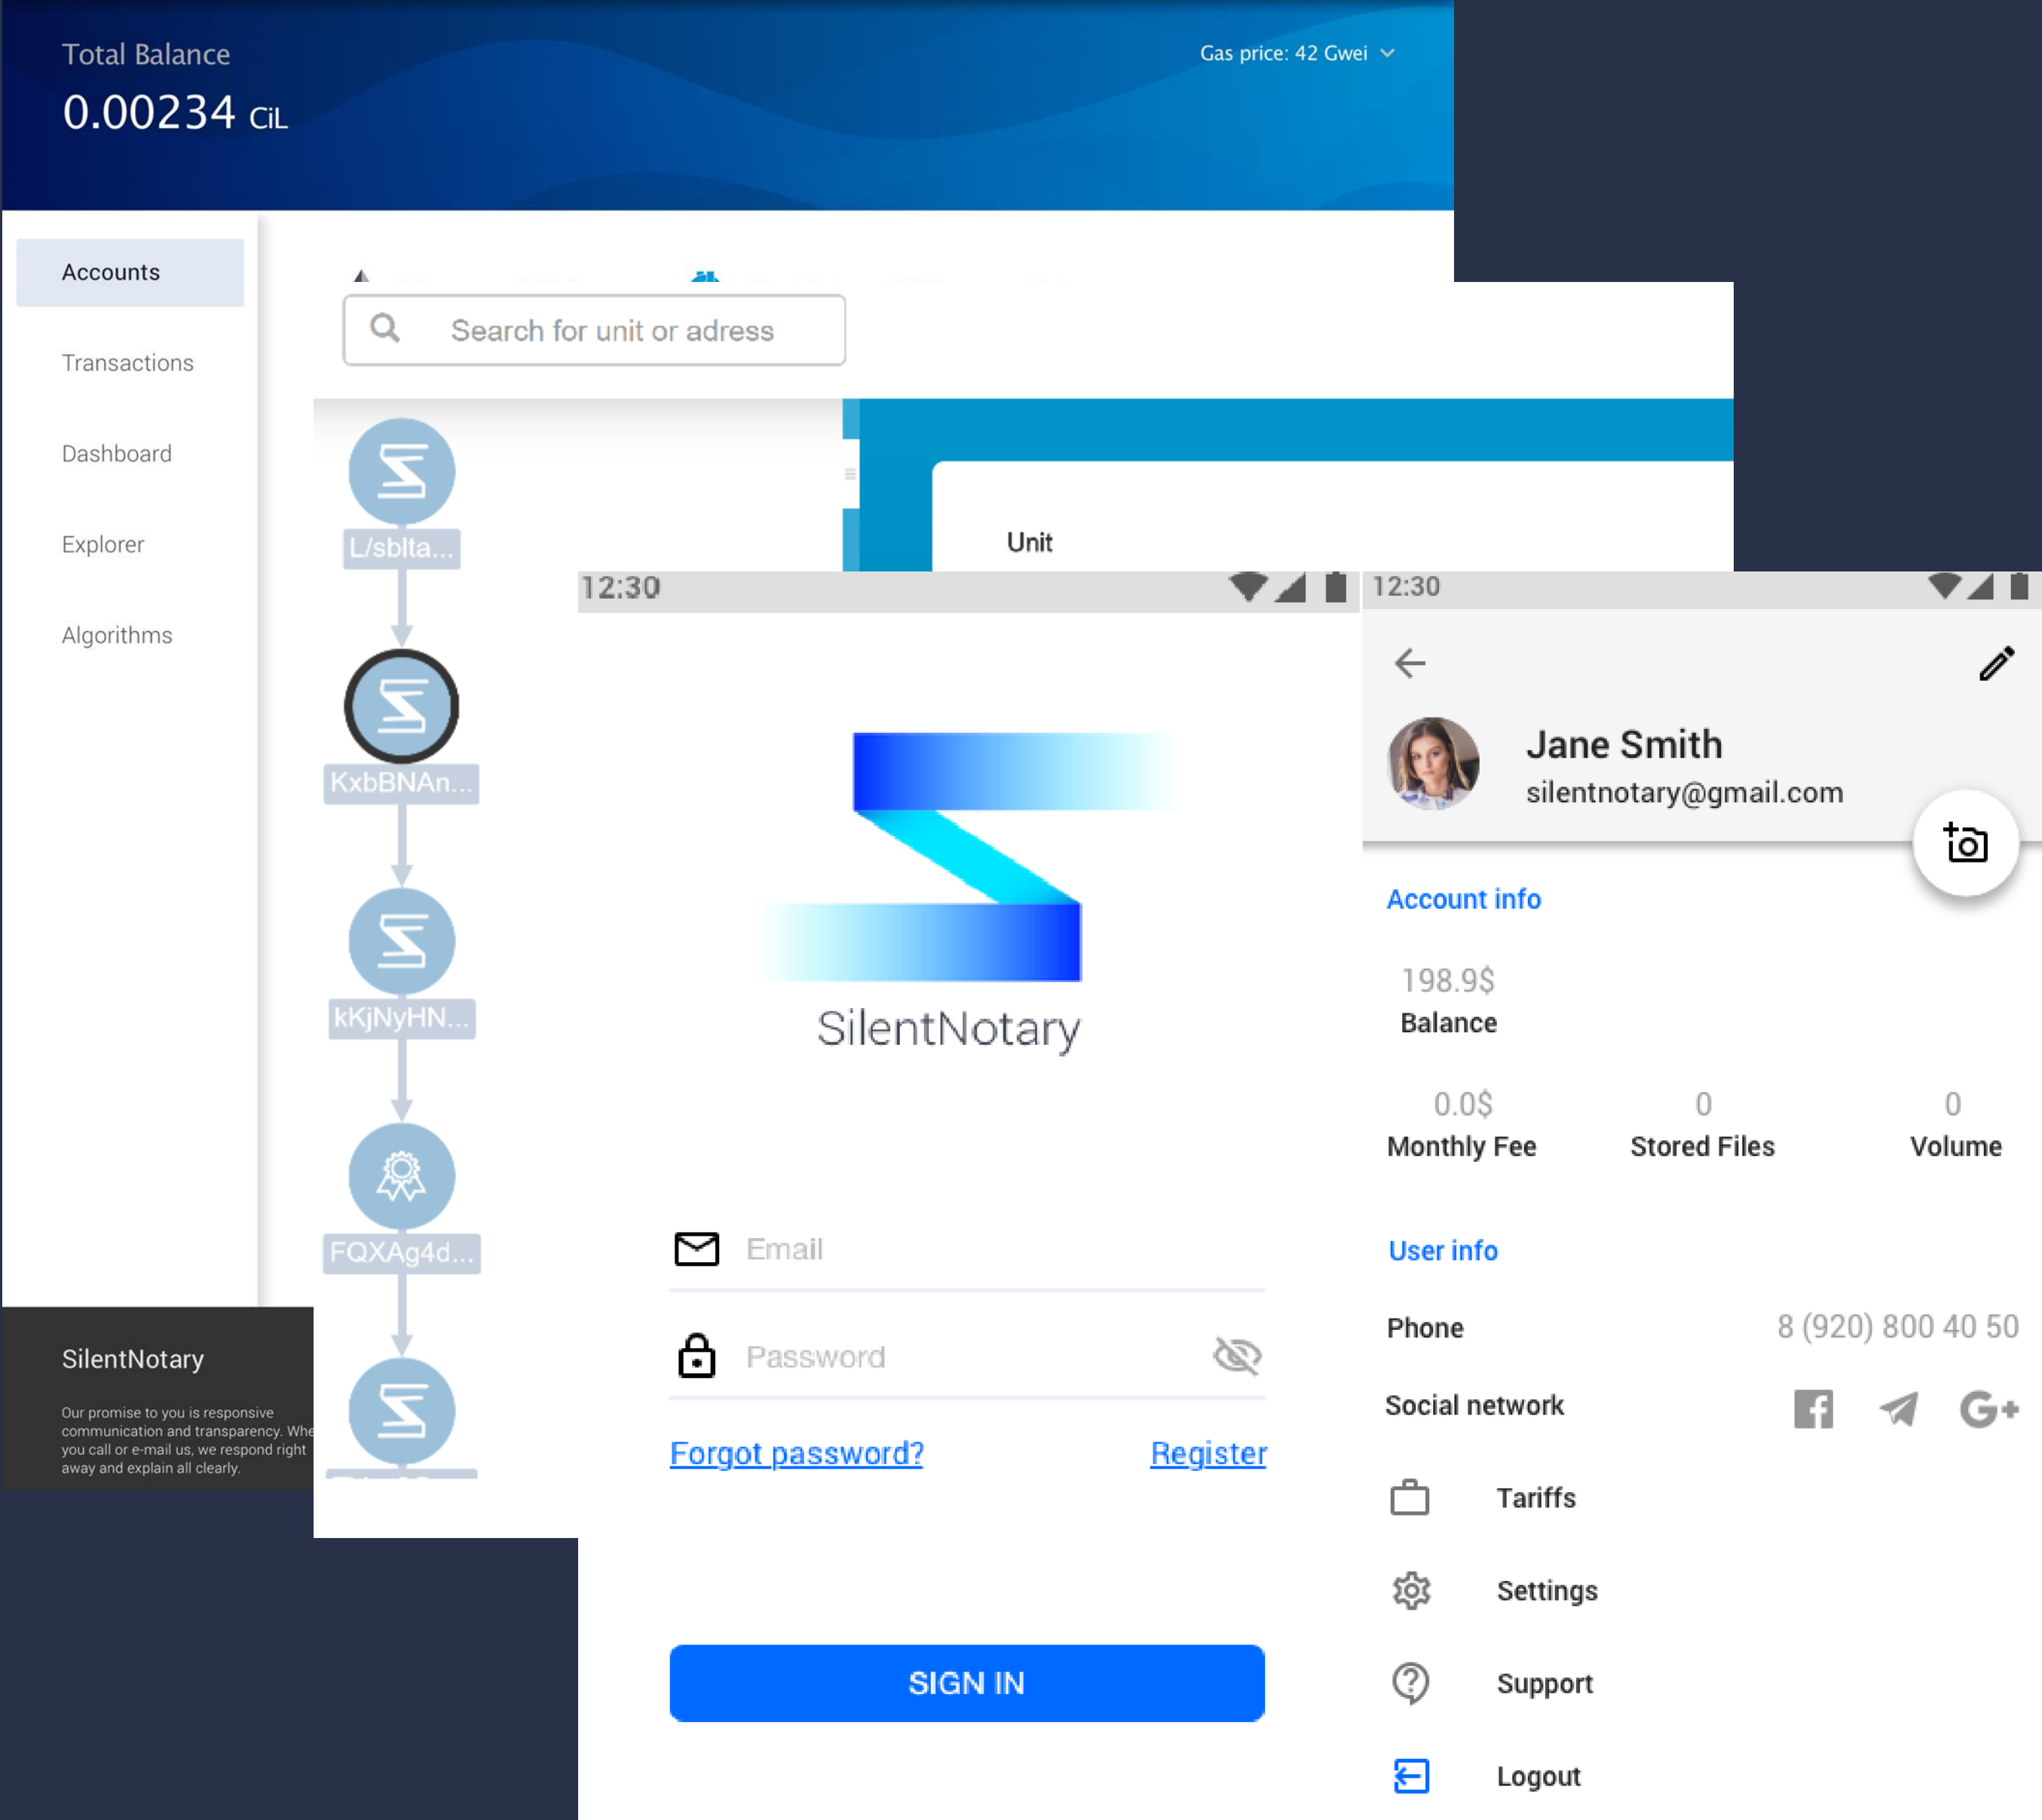 Total Balance
0.00234 CiL
Gas price: 42 Gwei
Accounts
Transactions
Dashboard
Explorer
Algorithms
SilentNotary
Our promise to you is responsive
communication and transparency. Whe
you call or e-mail us, we respond right
away and explain all clearly.
Search for unit or adress
L/sblta...
KxbBNAn...
kKjNyHN...
FQXAg4d...
Unit
12:30
SilentNotary
Email
Password
Forgot password? Register
SIGN IN
12:30
Jane Smith
silentnotary@gmail.com
Account info
198.9$
Balance
0.0$ 0 0
Monthly Fee Stored Files Volume
User info
Phone 8 (920) 800 40 50
Social network
Tariffs
Settings
Support
Logout